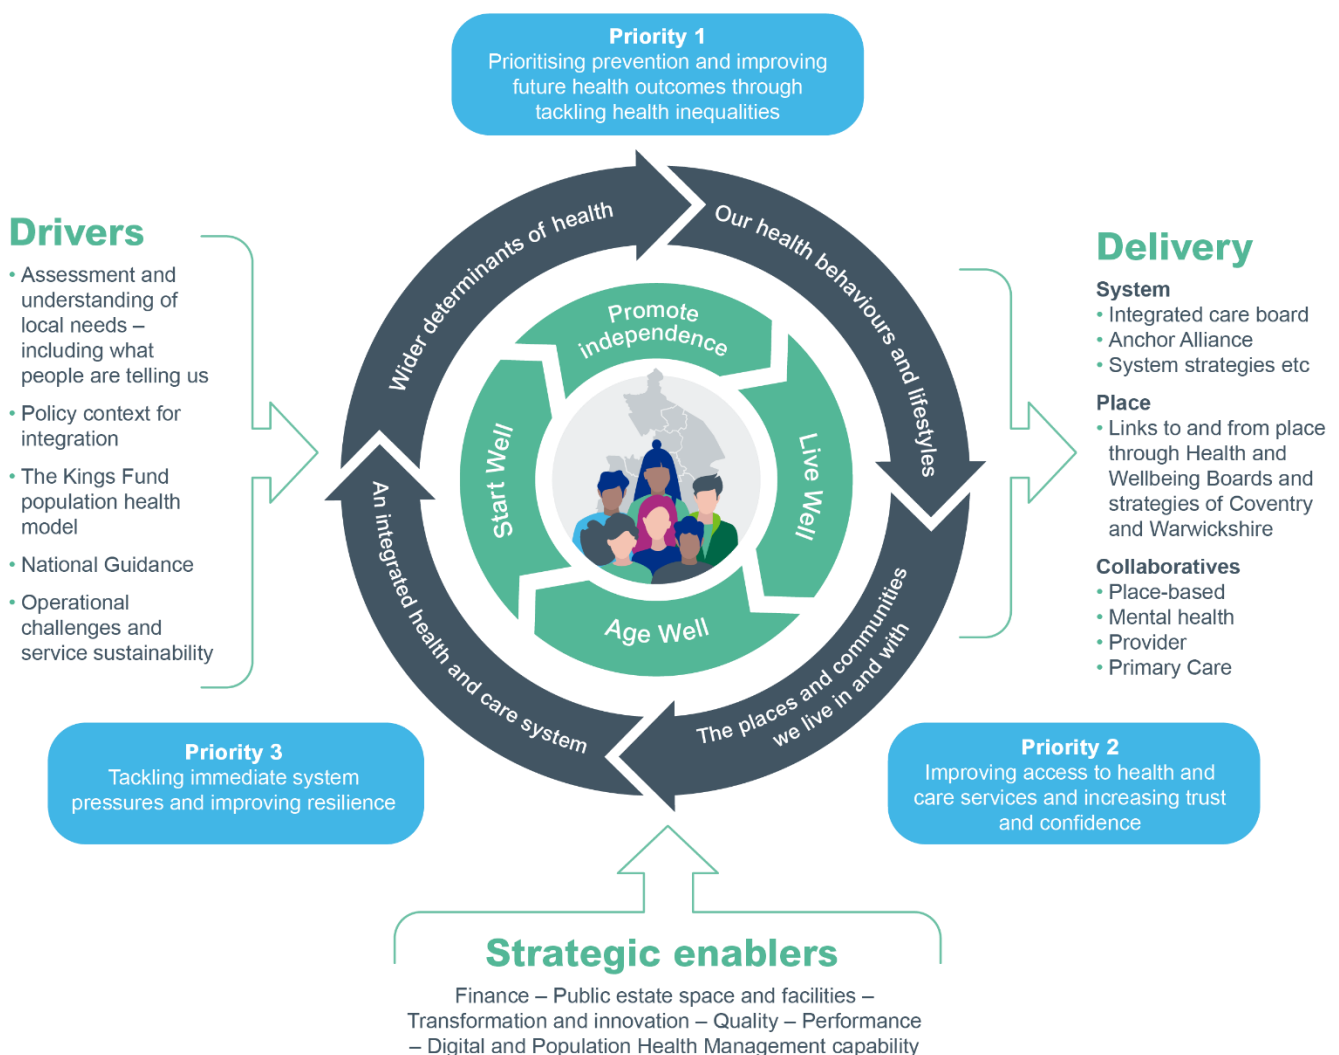 Priority 1
Prioritising prevention and improving
future health outcomes through
tackling health inequalities
Drivers
• Assessment and
understanding of
local needs –
including what
people are telling us
• Policy context for
integration
• The Kings Fund
population health
model
• National Guidance
• Operational
challenges and
service sustainability
Wider determinants of health
Our health behaviours and lifestyles
The places and communities
we live in and with
An integrated health and care system
Promote
independence
Live Well
Age Well
Start Well
Delivery
System
• Integrated care board
• Anchor Alliance
• System strategies etc
Place
• Links to and from place
through Health and
Wellbeing Boards and
strategies of Coventry
and Warwickshire
Collaboratives
• Place-based
• Mental health
• Provider
• Primary Care
Priority 3
Tackling immediate system
pressures and improving resilience
Priority 2
Improving access to health and
care services and increasing trust
and confidence
Strategic enablers
Finance – Public estate space and facilities –
Transformation and innovation – Quality – Performance
– Digital and Population Health Management capability